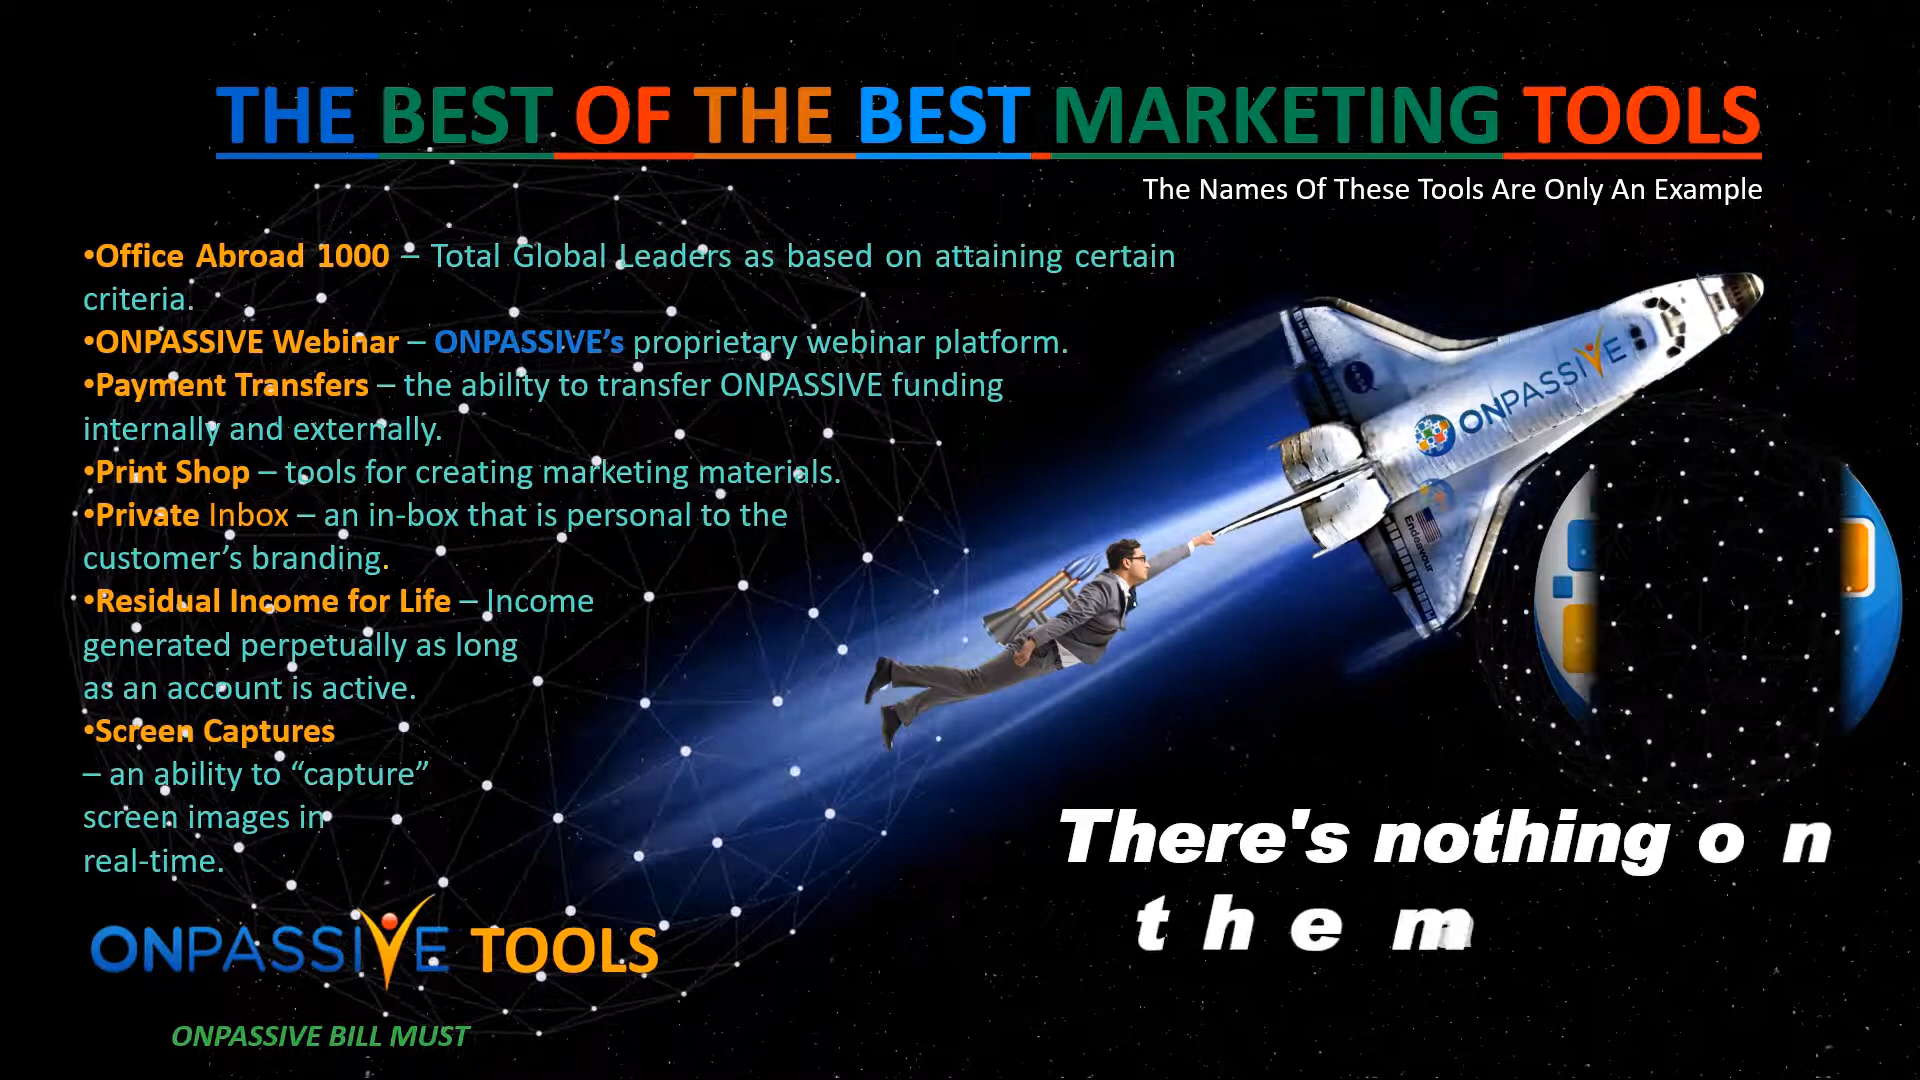 THE BEST OF THE BEST MARKETING TOOLS
The Names Of These Tools Are Only An Example
•Office Abroad 1000 – Total Global Leaders as based on attaining certain
criteria.
•ONPASSIVE Webinar – ONPASSIVE’s proprietary webinar platform.
•Payment Transfers – the ability to transfer ONPASSIVE funding
internally and externally.
•Print Shop – tools for creating marketing materials.
•Private Inbox – an in-box that is personal to the
customer’s branding.
•Residual Income for Life – Income
generated perpetually as long
as an account is active.
•Screen Captures
– an ability to “capture”
screen images in
real-time.
ONPASSIVE
Endeavour
There's nothing on
them
ONPASSIVE TOOLS
ONPASSIVE BILL MUST